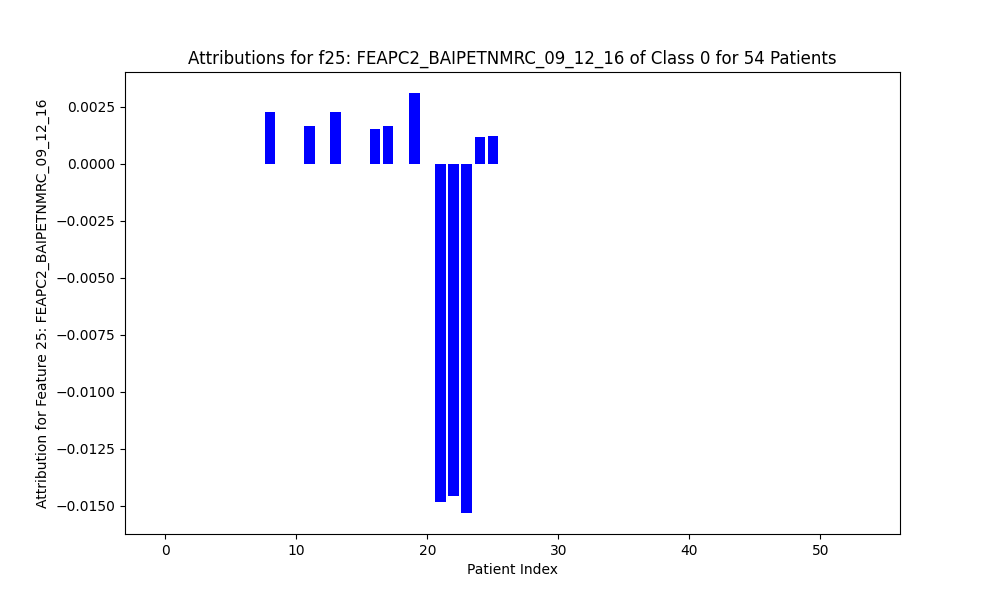 Attributions for f25: FEAPC2_BAIPETNMRC_09_12_16 of Class 0 for 54 Patients
Attribution for Feature 25: FEAPC2_BAIPETNMRC_09_12_16
0.0025
0.0000
−0.0025
−0.0050
−0.0075
−0.0100
−0.0125
−0.0150
0 10 20 30 40 50
Patient Index